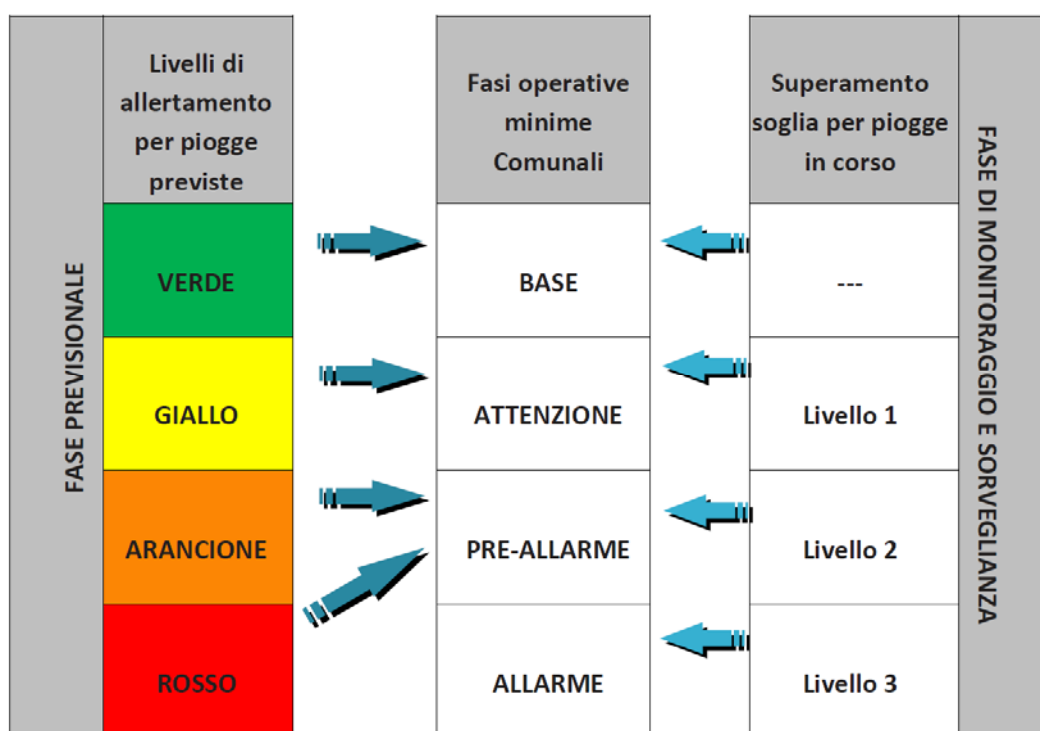 FASE PREVISIONALE
Livelli di
allertamento
per piogge
previste
Fasi operative
minime
Comunali
Superamento
soglia per piogge
in corso
FASE DI MONITORAGGIO E SORVEGLIANZA
VERDE
BASE
---
GIALLO
ATTENZIONE
Livello 1
ARANCIONE
PRE-ALLARME
Livello 2
ROSSO
ALLARME
Livello 3